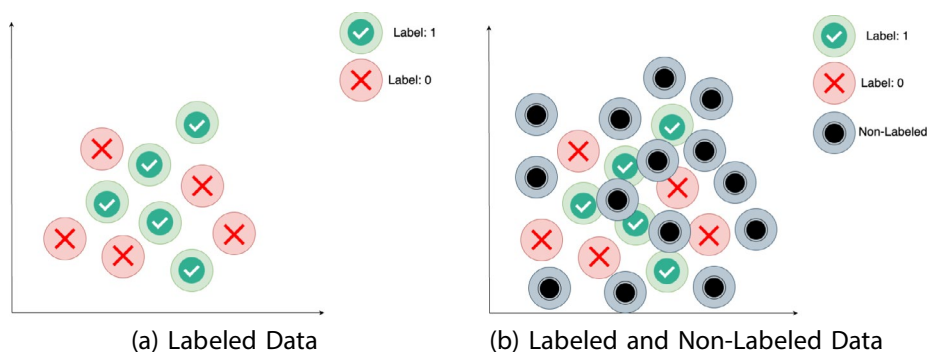 Label: 1
Label: 0
(a) Labeled Data
Label: 1
Label: 0
Non-Labeled
(b) Labeled and Non-Labeled Data